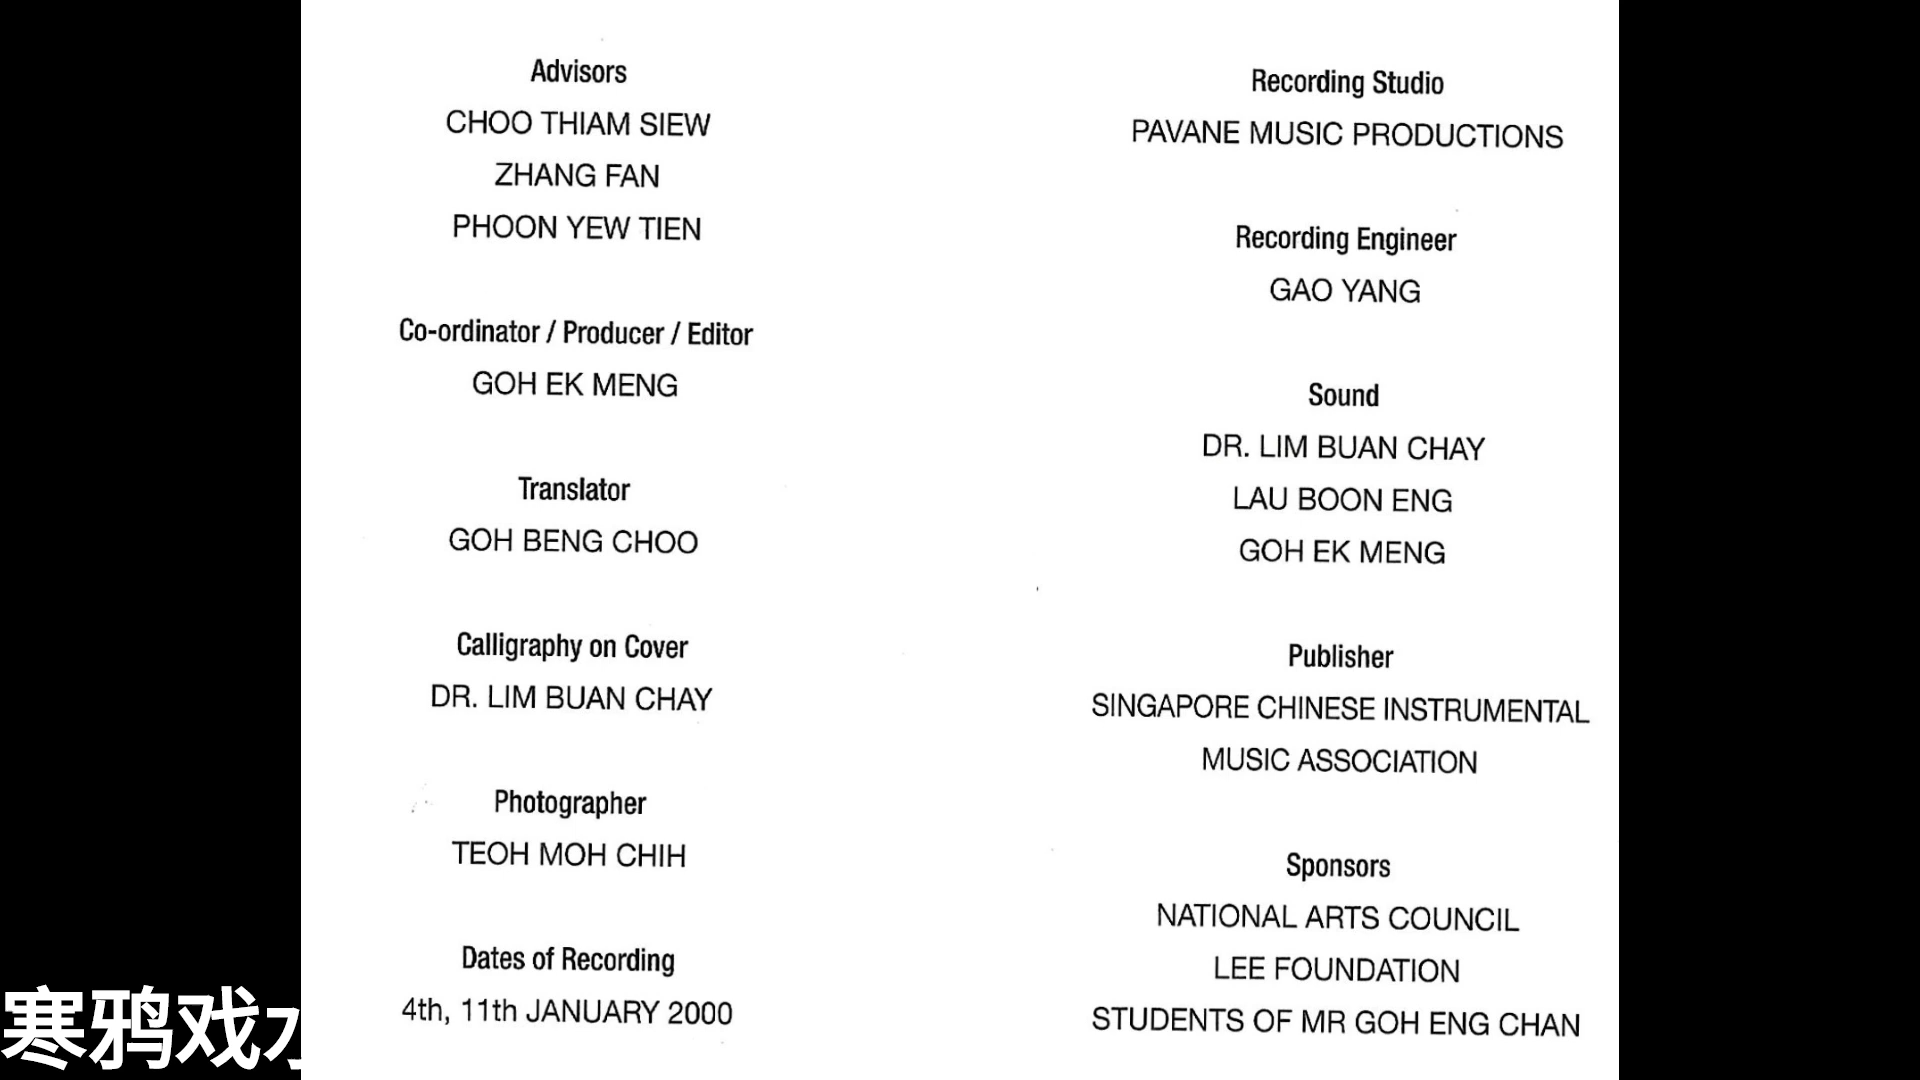 Advisors
CHOO THIAM SIEW
ZHANG FAN
PHOON YEW TIEN
Co-ordinator / Producer / Editor
GOH EK MENG
Translator
GOH BENG CHOO
Calligraphy on Cover
DR. LIM BUAN CHAY
Photographer
TEOH MOH CHIH
Dates of Recording
4th, 11th JANUARY 2000
Recording Studio
PAVANE MUSIC PRODUCTIONS
Recording Engineer
GAO YANG
Sound
DR. LIM BUAN CHAY
LAU BOON ENG
GOH EK MENG
Publisher
SINGAPORE CHINESE INSTRUMENTAL
MUSIC ASSOCIATION
Sponsors
NATIONAL ARTS COUNCIL
LEE FOUNDATION
STUDENTS OF MR GOH ENG CHAN
寒鸦戏